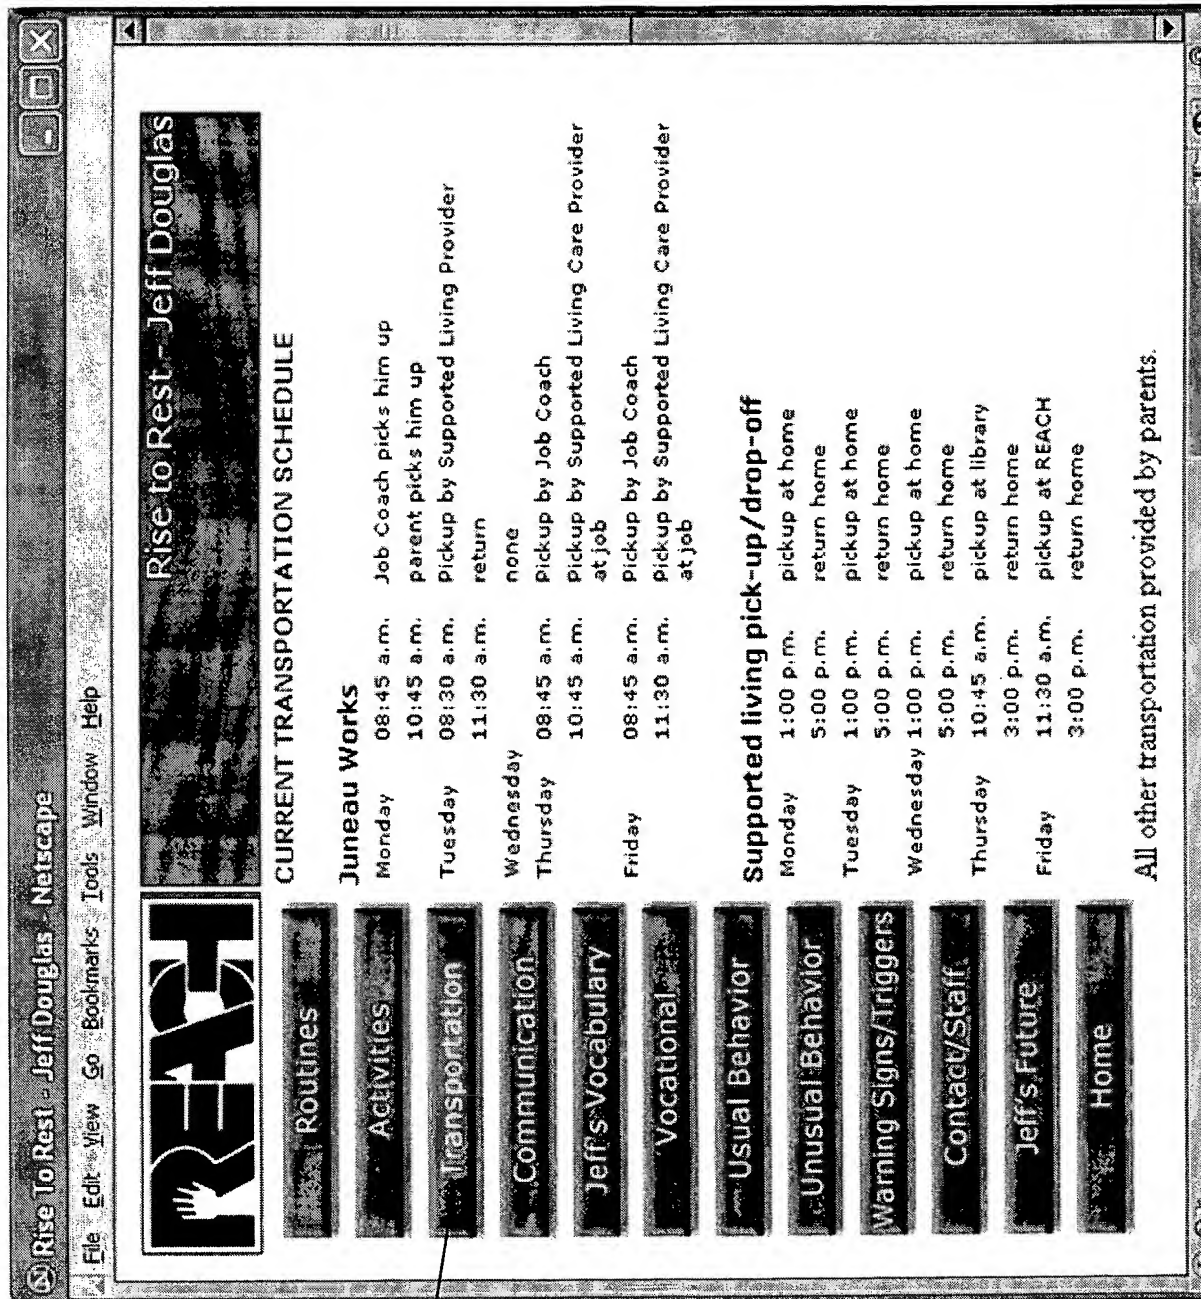 Rise To Rest - Jeff Douglas - Netscape
File Edit View Go Bookmarks Tools Window Help
REACH
Rise to Rest - Jeff Douglas
Routines
Activities
Transportation
Communication
Jeff's Vocabulary
Vocational
Usual Behavior
Unusual Behavior
Warning Signs/Triggers
Contact/Staff
Jeff's Future
Home
CURRENT TRANSPORTATION SCHEDULE
Juneau Works
Monday 08:45 a.m. Job Coach picks him up
10:45 a.m. parent picks him up
Tuesday 08:30 a.m. Pickup by Supported Living Provider
11:30 a.m. return
Wednesday none
Thursday 08:45 a.m. Pickup by Job Coach
10:45 a.m. Pickup by Supported Living Care Provider
at job
Friday 08:45 a.m. Pickup by Job Coach
11:30 a.m. Pickup by Supported Living Care Provider
at job
Supported living pick-up/drop-off
Monday 1:00 p.m. pickup at home
5:00 p.m. return home
Tuesday 1:00 p.m. pickup at home
5:00 p.m. return home
Wednesday 1:00 p.m. pickup at home
5:00 p.m. return home
Thursday 10:45 a.m. pickup at library
3:00 p.m. return home
Friday 11:30 a.m. pickup at REACH
3:00 p.m. return home
All other transportation provided by parents.